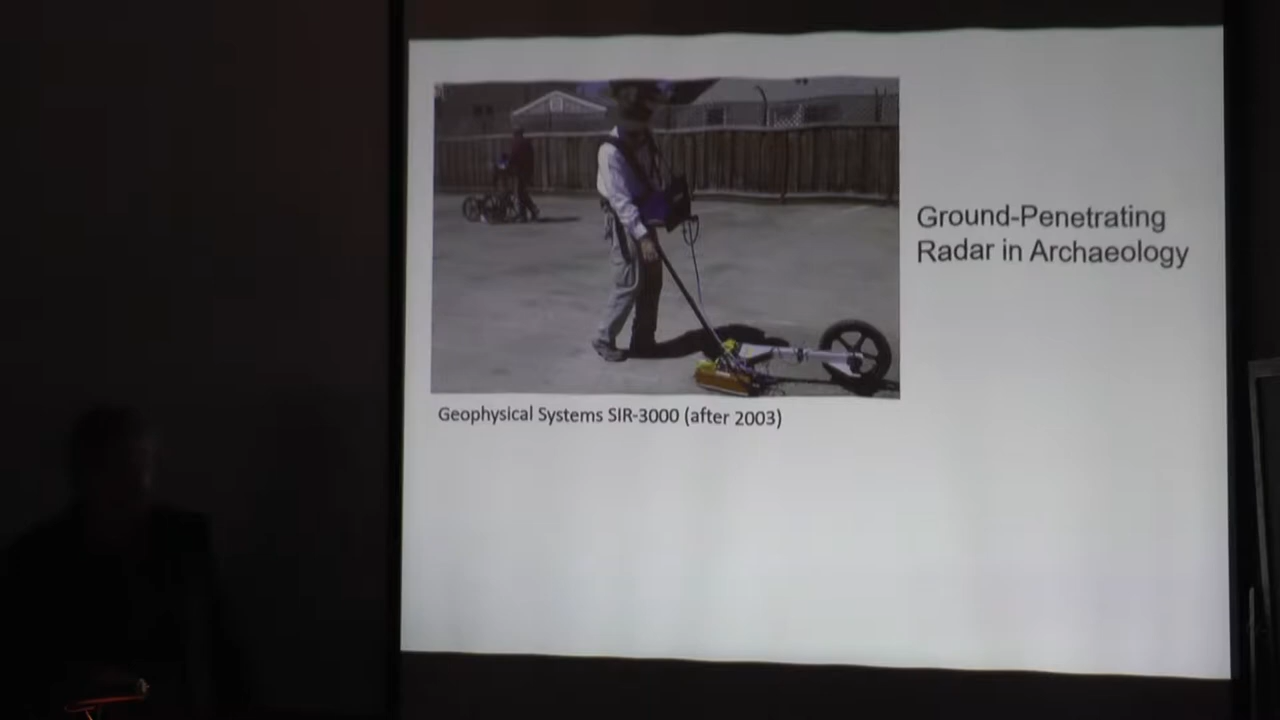 Ground-Penetrating
Radar in Archaeology
Geophysical Systems SIR-3000 (after 2003)